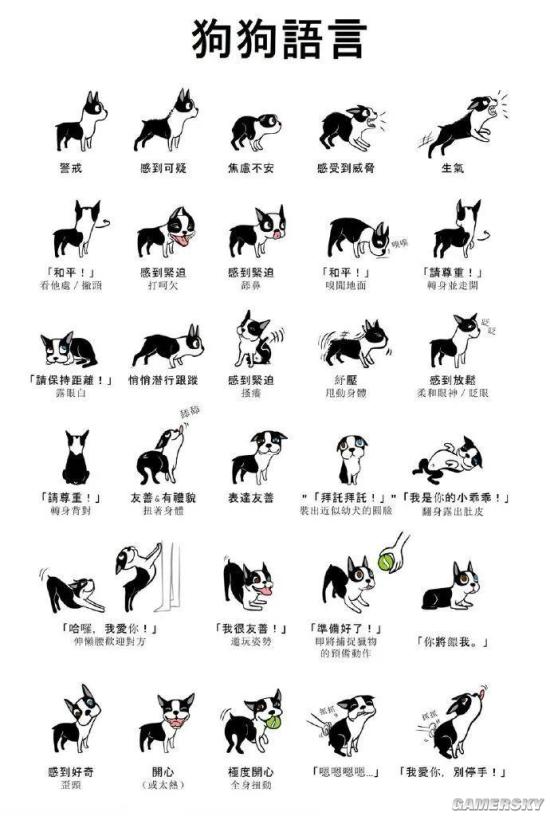 狗狗語言
警戒
感到可疑
焦慮不安
感受到威脅
生氣
「和平！」
看他處/撇頭
感到緊迫
打呵欠
感到緊迫
舔鼻
嗅嗅
「和平！」
嗅聞地面
「請尊重！」
轉身並走開
「請保持距離！」
露眼白
悄悄潛行跟蹤
感到緊迫
搔癢
紓壓
甩動身體
眨眨
感到放鬆
柔和眼神/眨眼
「請尊重！」
轉身背對
舔舔
友善&有禮貌
扭著身體
表達友善
"「拜託拜託！」"
裝出近似幼犬的圓臉
「我是你的小乖乖！」
翻身露出肚皮
「哈囉，我愛你！」
伸懶腰歡迎對方
「我很友善！」
邀玩姿勢
「準備好了！」
即將捕捉獵物
的預備動作
「你將餵我。」
感到好奇
歪頭
開心
（或太熱）
極度開心
全身扭動
抓抓
「嗯嗯嗯嗯...」
抓抓
「我愛你，別停手！」
GAMERSKY